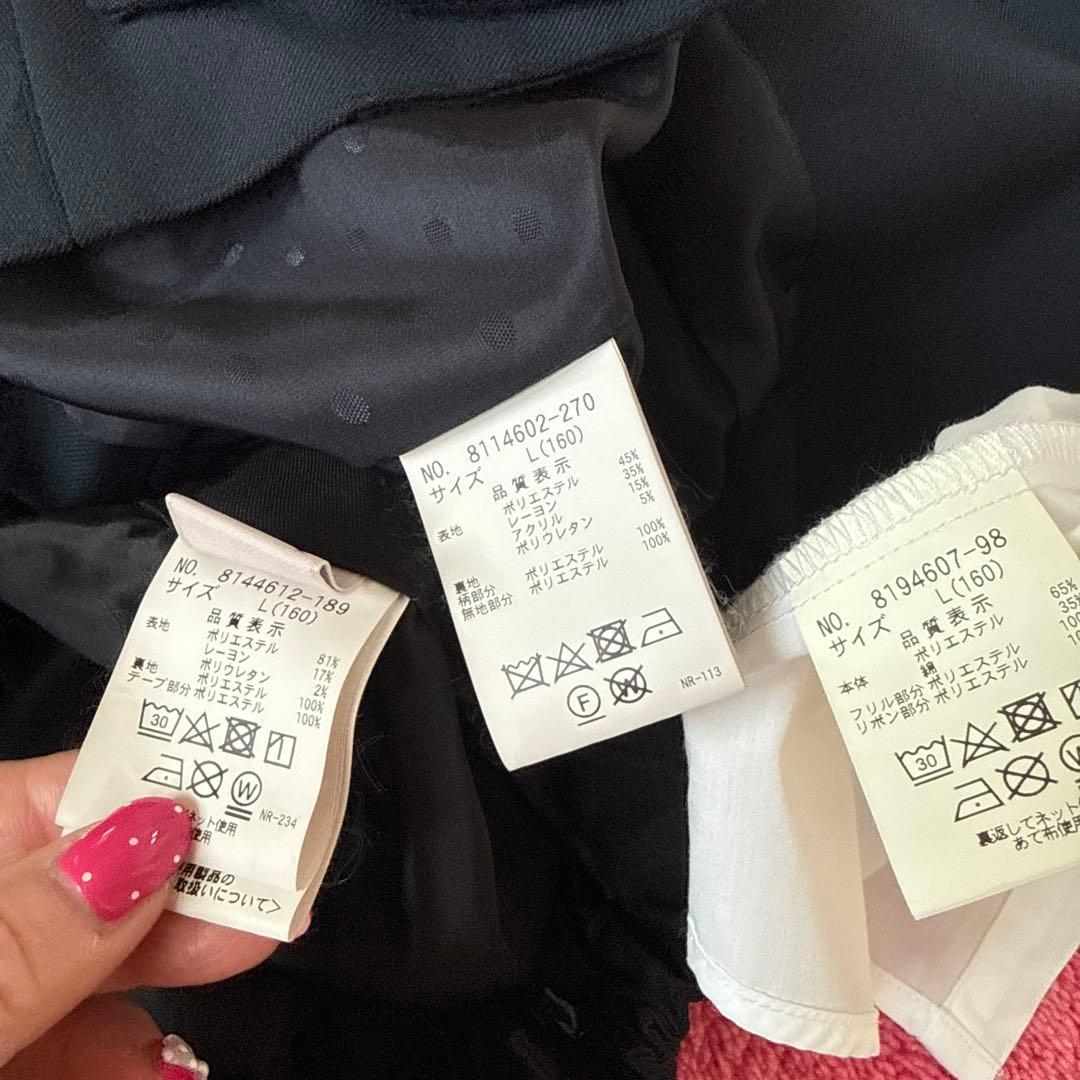 NO. 8144612-189
サイズ L(160)
品質表示
表地 ポリエステル 81%
レーヨン 17%
ポリウレタン 2%
裏地 ポリエステル 100%
テープ部分 ポリエステル 100%
30
W
NR-234
ネット使用
使用
用製品の
取扱いについて>
NO. 8114602-270
サイズ L(160)
品質表示
表地 ポリエステル 45%
レーヨン 35%
アクリル 15%
ポリウレタン 5%
裏地
柄部分 ポリエステル 100%
無地部分 ポリエステル 100%
F W
NR-113
NO. 8194607-98
サイズ L(160)
品質表示
本体 ポリエステル 65%
綿 35%
フリル部分 ポリエステル
リボン部分 ポリエステル
30
裏返してネット
あて布使用